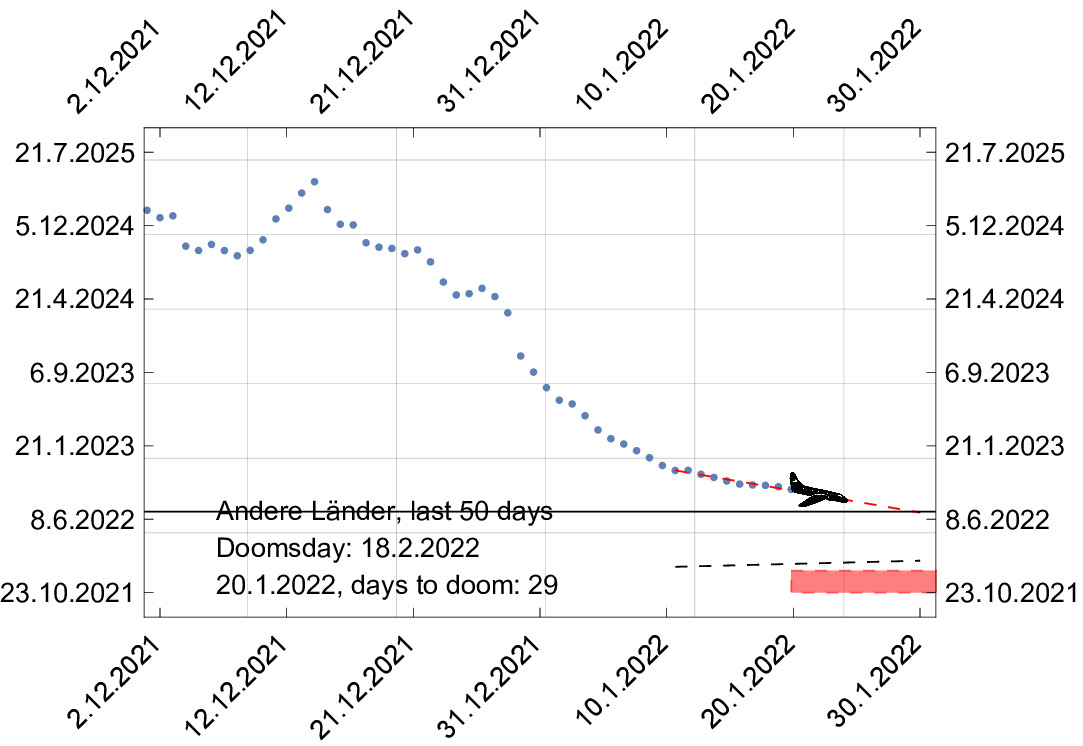 2.12.2021 12.12.2021 21.12.2021 31.12.2021 10.1.2022 20.1.2022 30.1.2022
21.7.2025 21.7.2025
5.12.2024 5.12.2024
21.4.2024 21.4.2024
6.9.2023 6.9.2023
21.1.2023 21.1.2023
Andere Länder, last 50 days
8.6.2022 8.6.2022
Doomsday: 18.2.2022
20.1.2022, days to doom: 29
23.10.2021 23.10.2021
2.12.2021 12.12.2021 21.12.2021 31.12.2021 10.1.2022 20.1.2022 30.1.2022